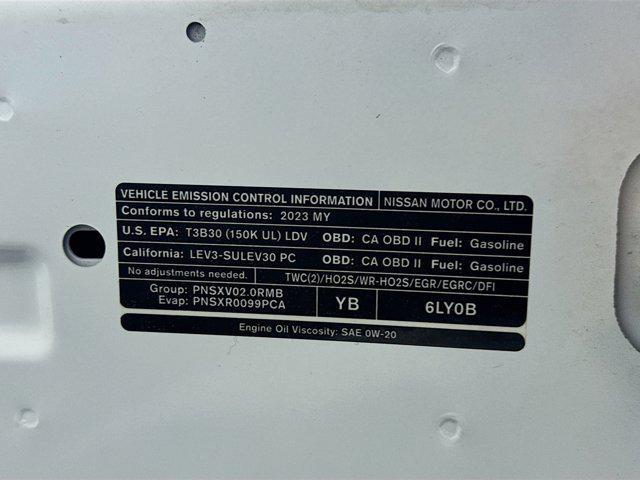 VEHICLE EMISSION CONTROL INFORMATION NISSAN MOTOR CO., LTD.
Conforms to regulations: 2023 MY
U.S. EPA: T3B30 (150K UL) LDV OBD: CA OBD II Fuel: Gasoline
California: LEV3-SULEV30 PC OBD: CA OBD II Fuel: Gasoline
No adjustments needed. TWC(2)/HO2S/WR-HO2S/EGR/EGRC/DFI
Group: PNSXV02.0RMB
Evap: PNSXR0099PCA
YB
6LY0B
Engine Oil Viscosity: SAE 0W-20